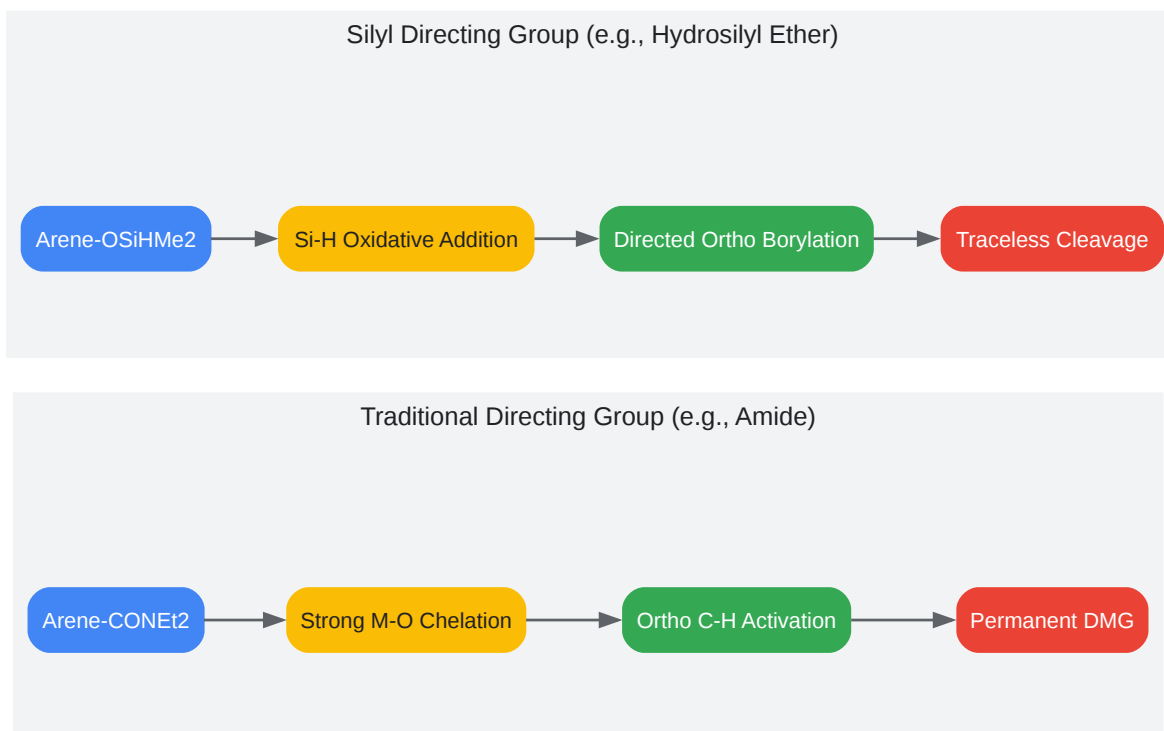 Silyl Directing Group (e.g., Hydrosilyl Ether)
Arene-OSiHMe2
Si-H Oxidative Addition
Directed Ortho Borylation
Traceless Cleavage
Traditional Directing Group (e.g., Amide)
Arene-CONEt2
Strong M-O Chelation
Ortho C-H Activation
Permanent DMG